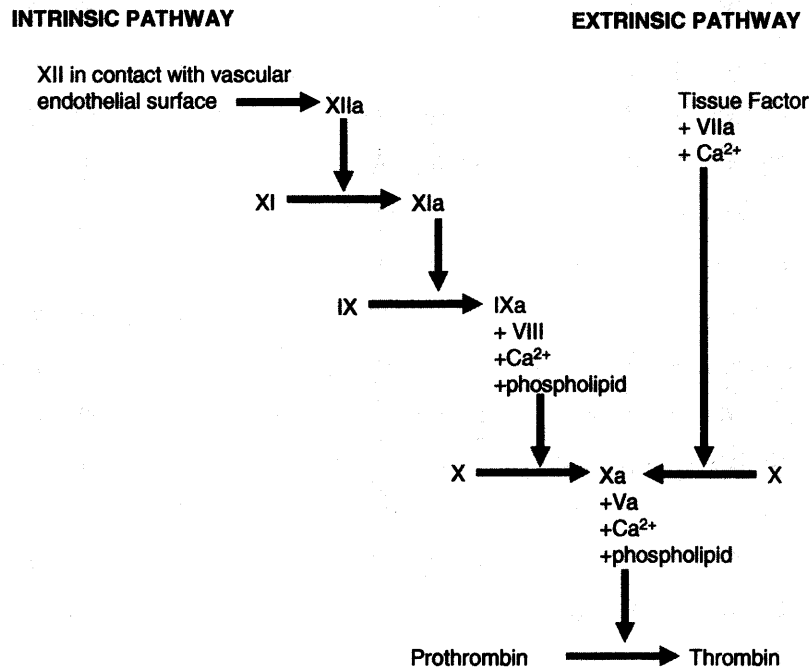 INTRINSIC PATHWAY
EXTRINSIC PATHWAY
XII in contact with vascular
endothelial surface
XIIa
Tissue Factor
+ VIIa
+ Ca²⁺
XI
XIa
IX
IXa
+ VIII
+Ca²⁺
+phospholipid
X
Xa
X
+Va
+Ca²⁺
+phospholipid
Prothrombin
Thrombin